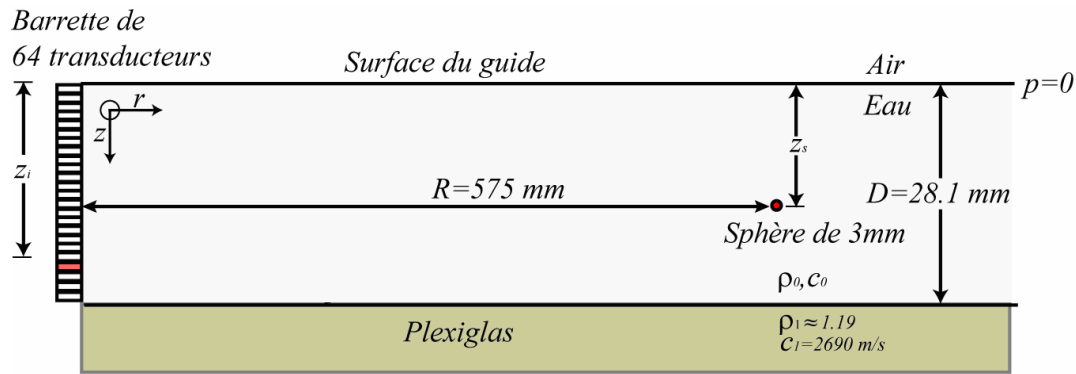 Barrette de
64 transducteurs
Surface du guide
Air
p=0
Eau
r
z
zᵢ
zₛ
R=575 mm
D=28.1 mm
Sphère de 3mm
ρ₀,c₀
Plexiglas
ρ₁≈1.19
c₁=2690 m/s